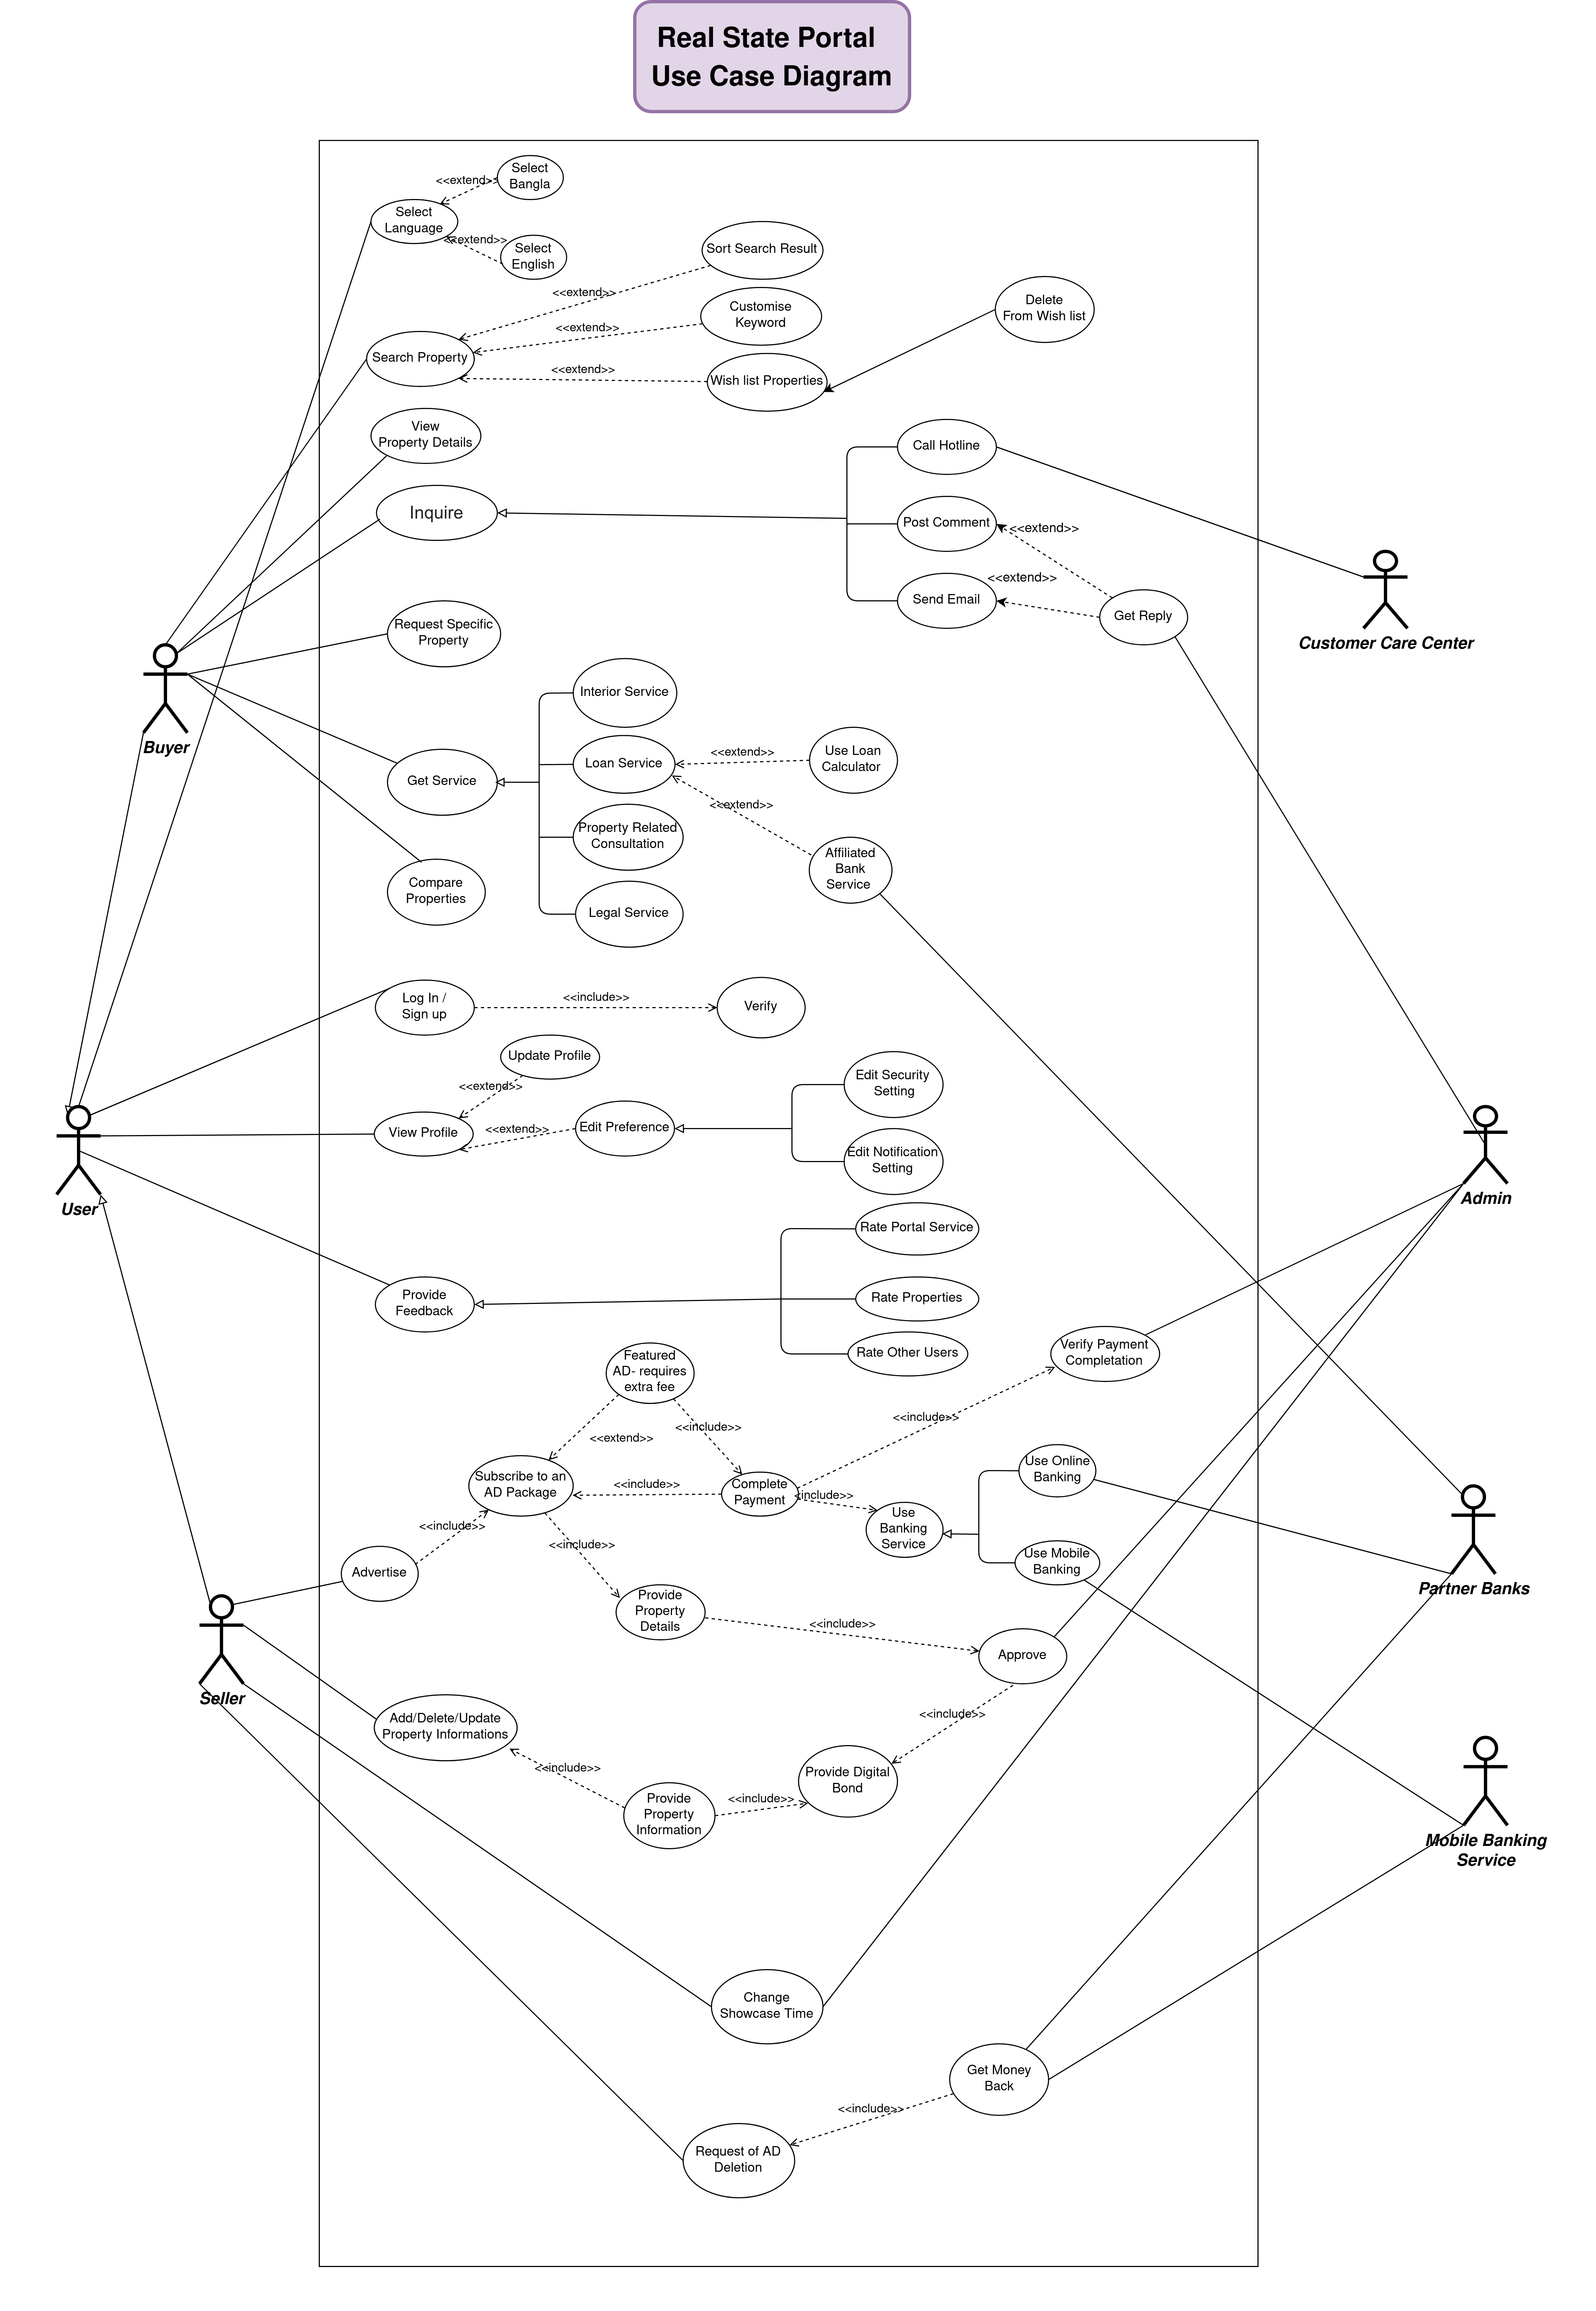 Real State Portal
Use Case Diagram
Select
Bangla
<<extend>>
Select
Language
<<extend>>
Select
English
Sort Search Result
<<extend>>
Customise
Keyword
<<extend>>
Delete
From Wish list
Search Property
<<extend>>
Wish list Properties
View
Property Details
Call Hotline
Inquire
Post Comment
<<extend>>
<<extend>>
Send Email
Get Reply
Customer Care Center
Request Specific
Property
Buyer
Interior Service
Get Service
Loan Service
<<extend>>
Use Loan
Calculator
<<extend>>
Property Related
Consultation
Affiliated
Bank
Service
Compare
Properties
Legal Service
Log In /
Sign up
<<include>>
Verify
Update Profile
<<extend>>
Edit Security
Setting
View Profile
<<extend>>
Edit Preference
Edit Notification
Setting
User
Admin
Rate Portal Service
Provide
Feedback
Rate Properties
Rate Other Users
Featured
AD- requires
extra fee
Verify Payment
Completation
<<include>>
<<include>>
<<extend>>
Subscribe to an
AD Package
<<include>>
Complete
Payment
<<include>>
Use Online
Banking
Use
Banking
Service
<<include>>
<<include>>
Use Mobile
Banking
Advertise
Partner Banks
Provide
Property
Details
<<include>>
Approve
Seller
Add/Delete/Update
Property Informations
<<include>>
<<include>>
Provide Digital
Bond
Provide
Property
Information
<<include>>
Mobile Banking
Service
Change
Showcase Time
Get Money
Back
<<include>>
Request of AD
Deletion